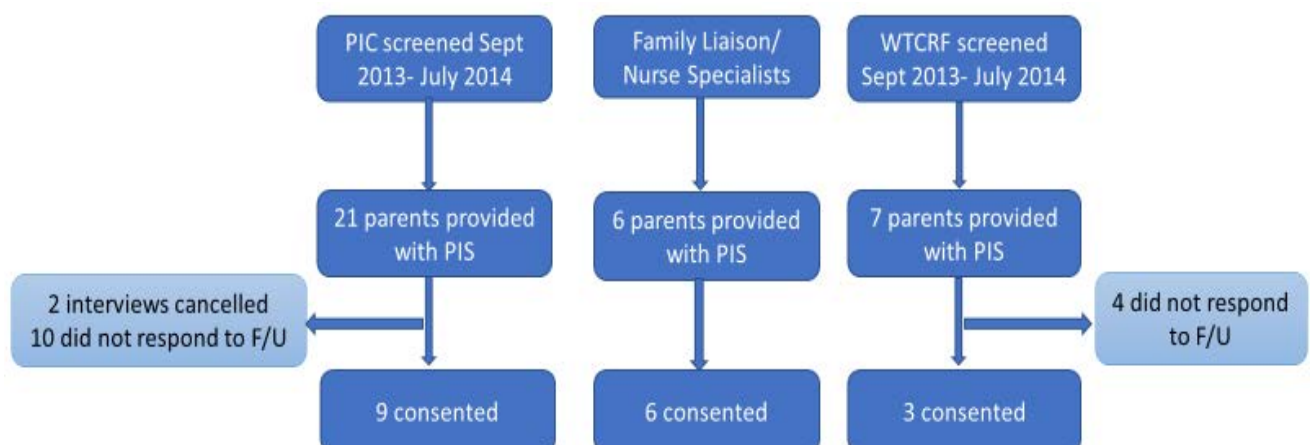 PIC screened Sept
2013- July 2014
Family Liaison/
Nurse Specialists
WTCRF screened
Sept 2013- July 2014
21 parents provided
with PIS
6 parents provided
with PIS
7 parents provided
with PIS
2 interviews cancelled
10 did not respond to F/U
4 did not respond
to F/U
9 consented
6 consented
3 consented